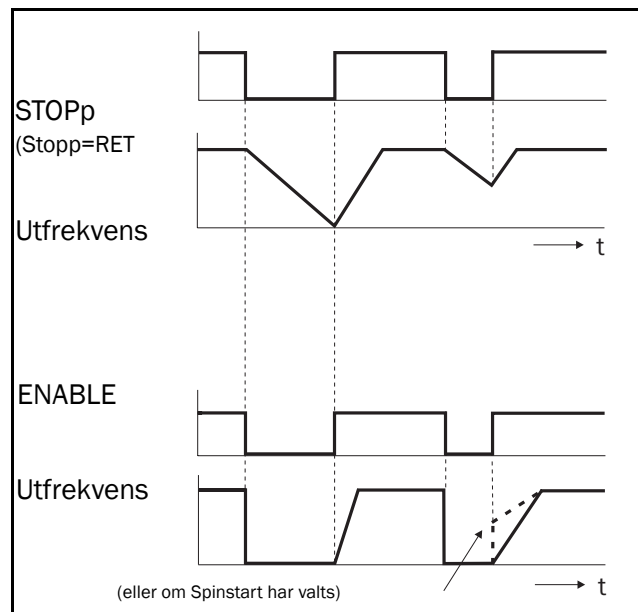 STOPp
(Stopp=RET
Utfrekvens
t
ENABLE
Utfrekvens
(eller om Spinstart har valts)
t